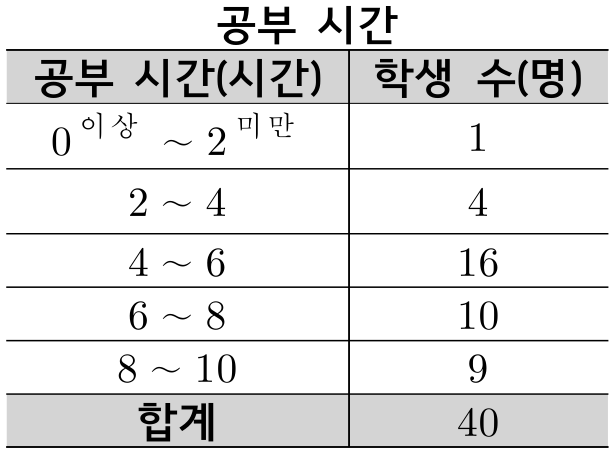 공부 시간
공부 시간(시간) 학생 수(명)
0이상 ~ 2미만 1
2 ~ 4 4
4 ~ 6 16
6 ~ 8 10
8 ~ 10 9
합계 40